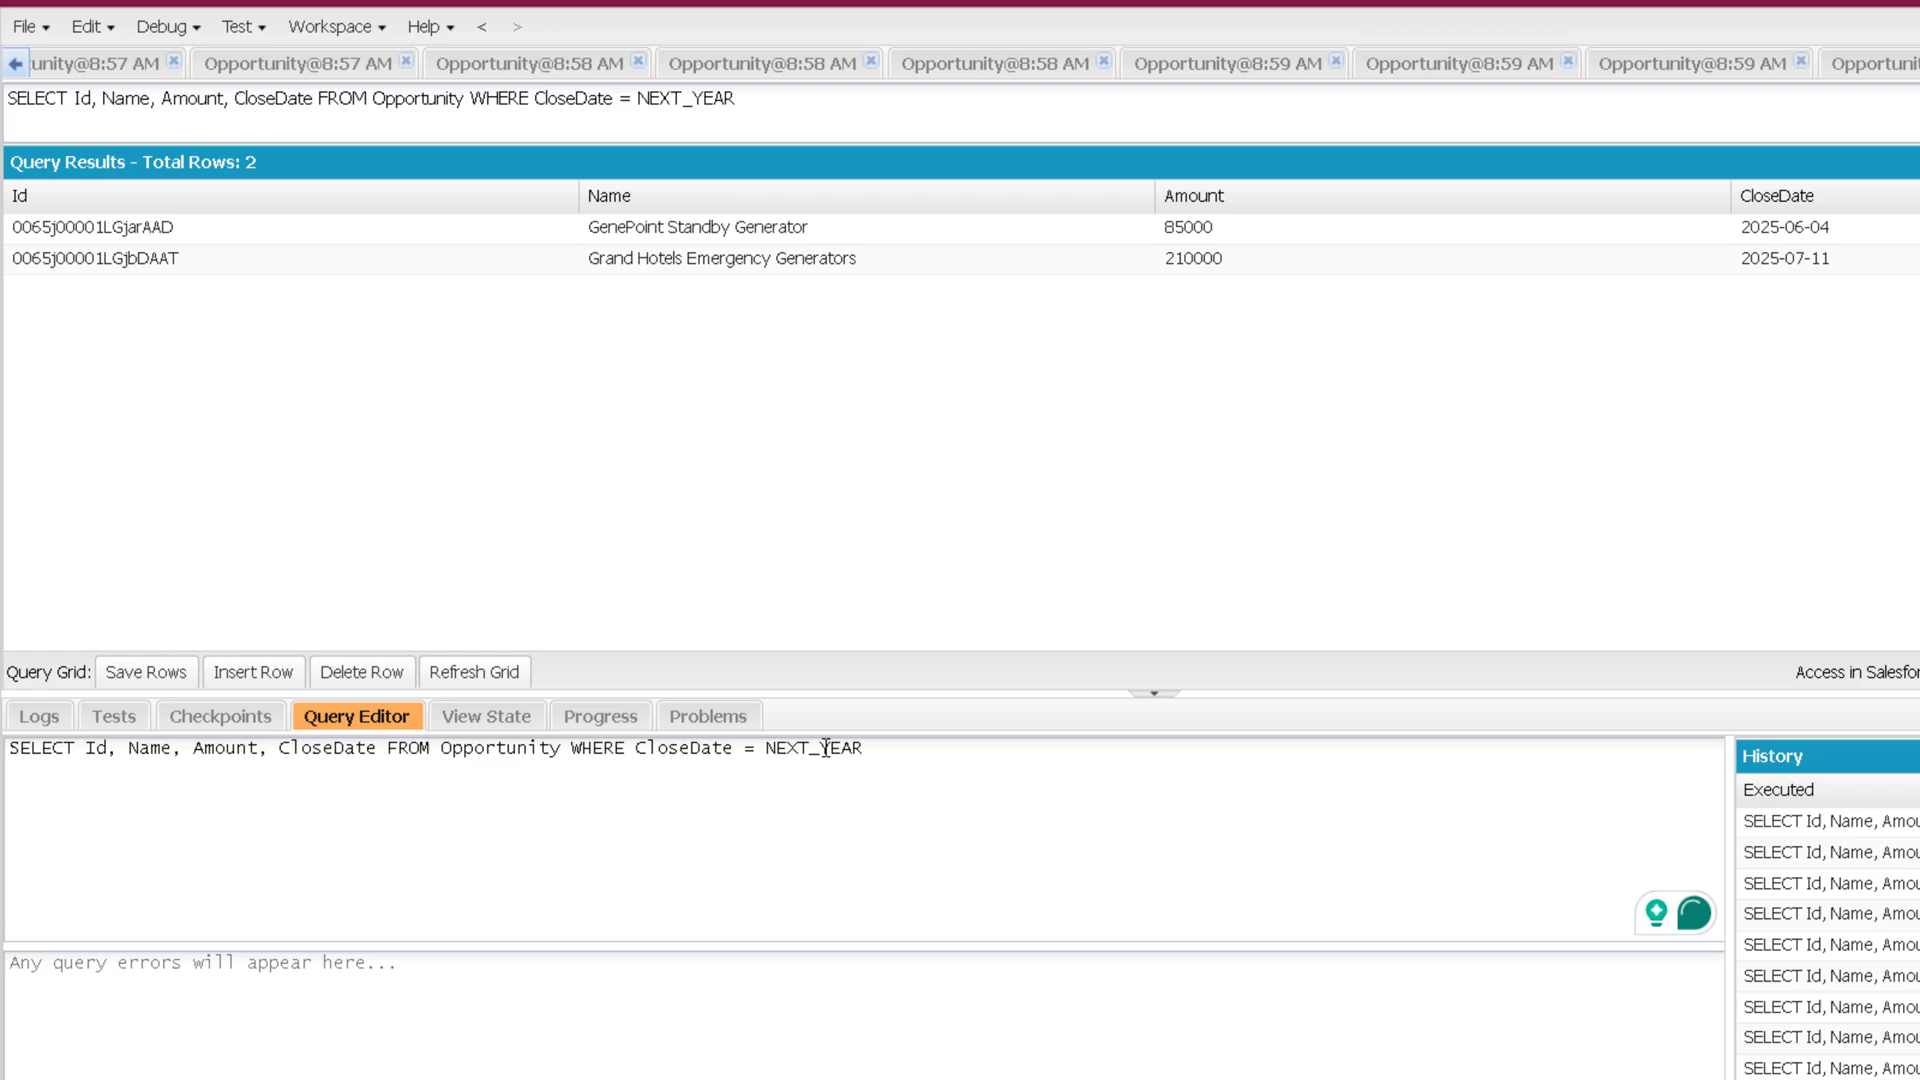 File Edit Debug Test Workspace Help < >
unity@8:57 AM Opportunity@8:57 AM Opportunity@8:58 AM Opportunity@8:58 AM Opportunity@8:58 AM Opportunity@8:59 AM Opportunity@8:59 AM Opportunity@8:59 AM Opportuni
SELECT Id, Name, Amount, CloseDate FROM Opportunity WHERE CloseDate = NEXT_YEAR
Query Results - Total Rows: 2
Id Name Amount CloseDate
0065j00001LGjarAAD GenePoint Standby Generator 85000 2025-06-04
0065j00001LGjbDAAT Grand Hotels Emergency Generators 210000 2025-07-11
Query Grid: Save Rows Insert Row Delete Row Refresh Grid Access in Salesfor
Logs Tests Checkpoints Query Editor View State Progress Problems
SELECT Id, Name, Amount, CloseDate FROM Opportunity WHERE CloseDate = NEXT_YEAR
History
Executed
SELECT Id, Name, Amou
SELECT Id, Name, Amou
SELECT Id, Name, Amou
SELECT Id, Name, Amou
SELECT Id, Name, Amou
Any query errors will appear here...
SELECT Id, Name, Amou
SELECT Id, Name, Amou
SELECT Id, Name, Amou
SELECT Id, Name, Amou